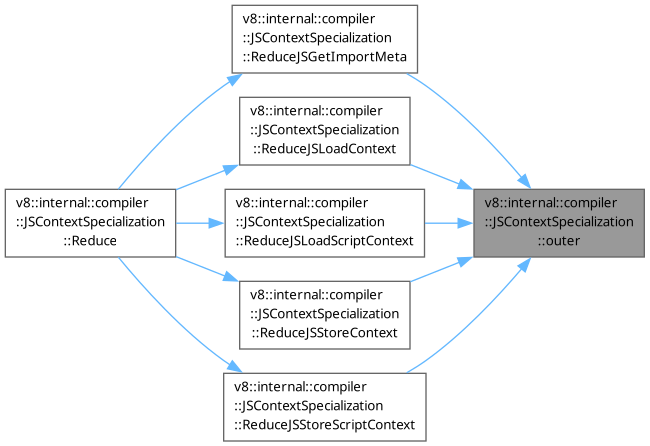 v8::internal::compiler
::JSContextSpecialization
::ReduceJSGetImportMeta
v8::internal::compiler
::JSContextSpecialization
::ReduceJSLoadContext
v8::internal::compiler
::JSContextSpecialization
::Reduce
v8::internal::compiler
::JSContextSpecialization
::ReduceJSLoadScriptContext
v8::internal::compiler
::JSContextSpecialization
::outer
v8::internal::compiler
::JSContextSpecialization
::ReduceJSStoreContext
v8::internal::compiler
::JSContextSpecialization
::ReduceJSStoreScriptContext